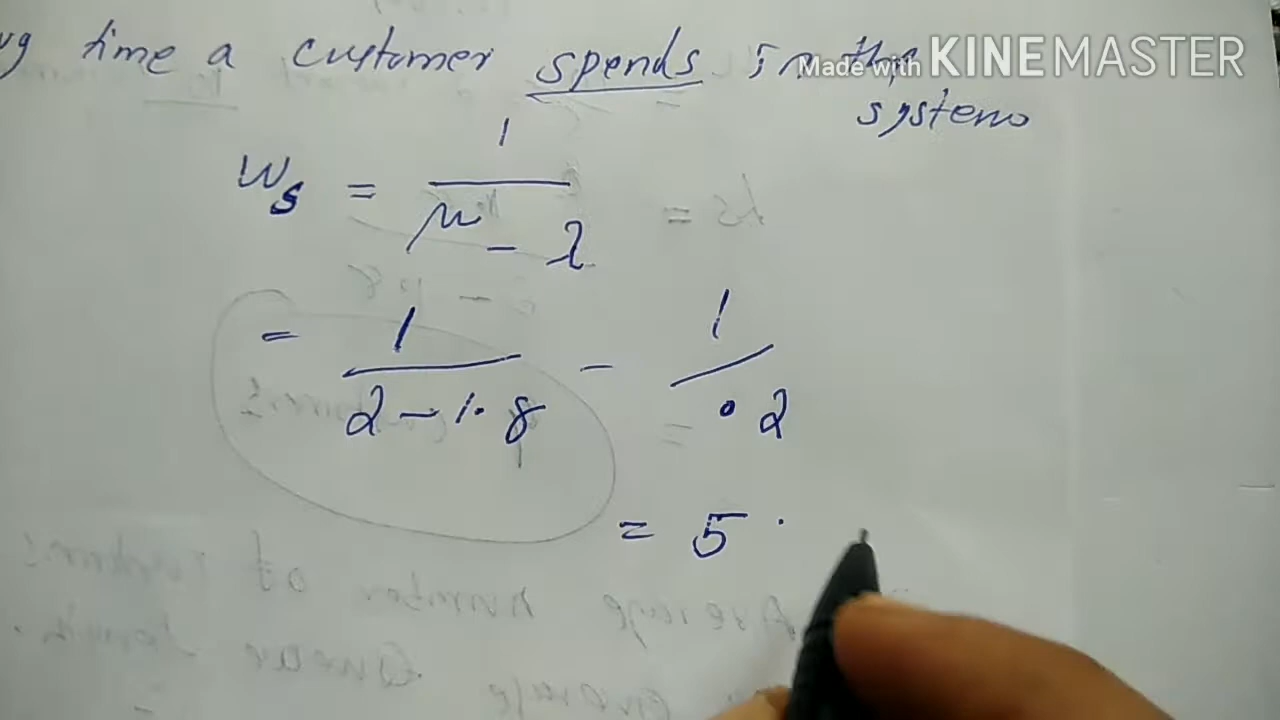 time a customer spends in the
Made with KINEMASTER
system
Ws = 1 / μ - λ
= 1 / 2 - 1.8 - 1 / .2
= 5